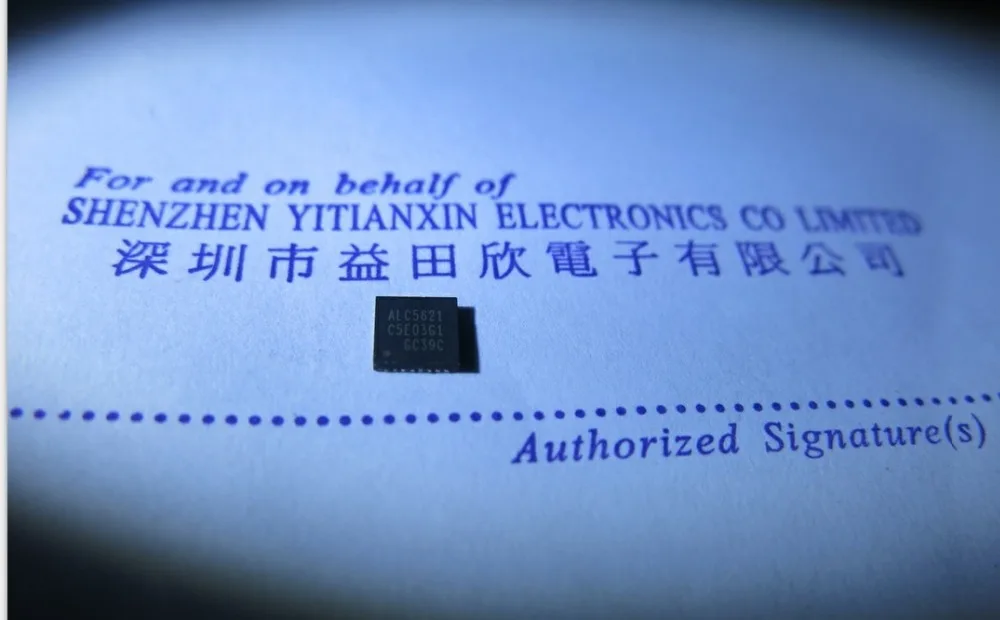 For and on behalf of
SHENZHEN YITIANXIN ELECTRONICS CO LIMITED
深圳市益田欣電子有限公司
ALC5621
C5E03G1
GC39C
Authorized Signature(s)